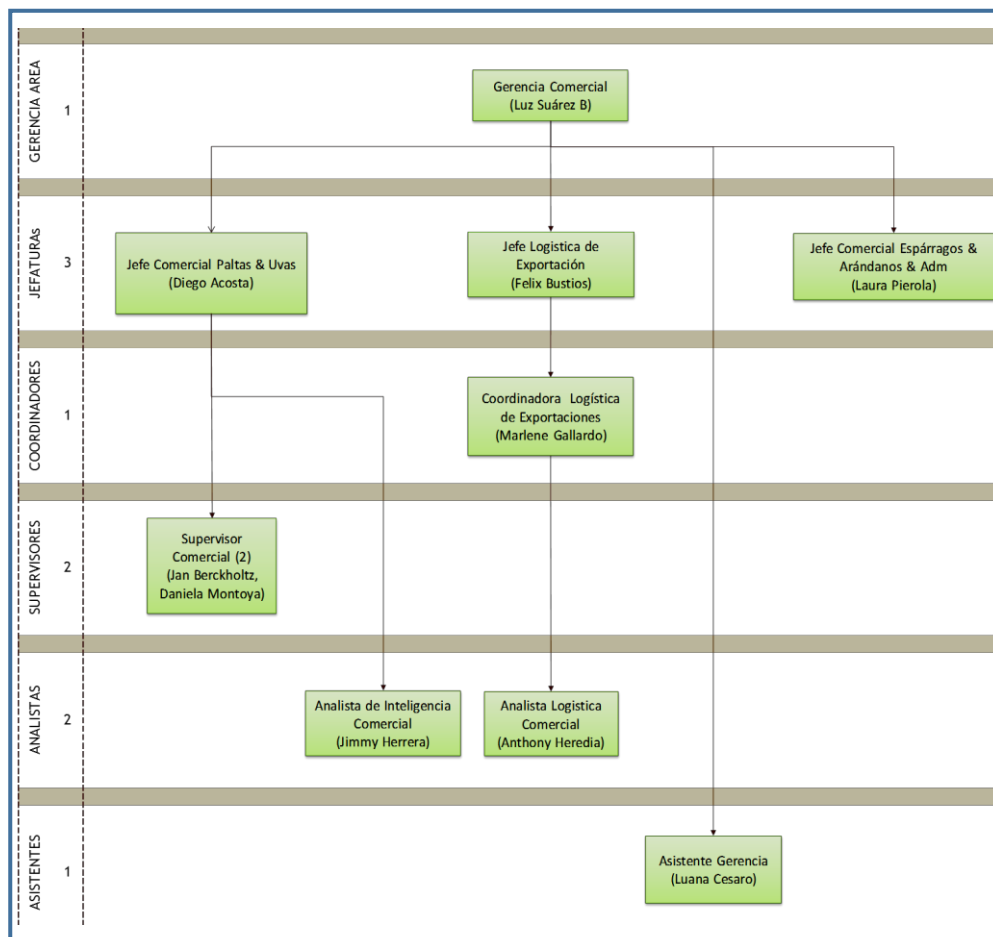 GERENCIA AREA
1
Gerencia Comercial
(Luz Suárez B)
JEFATURAs
3
Jefe Comercial Paltas & Uvas
(Diego Acosta)
Jefe Logistica de
Exportación
(Felix Bustios)
Jefe Comercial Espárragos &
Arándanos & Adm
(Laura Pierola)
COORDINADORES
1
Coordinadora Logística
de Exportaciones
(Marlene Gallardo)
SUPERVISORES
2
Supervisor
Comercial (2)
(Jan Berckholtz,
Daniela Montoya)
ANALISTAS
2
Analista de Inteligencia
Comercial
(Jimmy Herrera)
Analista Logistica
Comercial
(Anthony Heredia)
ASISTENTES
1
Asistente Gerencia
(Luana Cesaro)